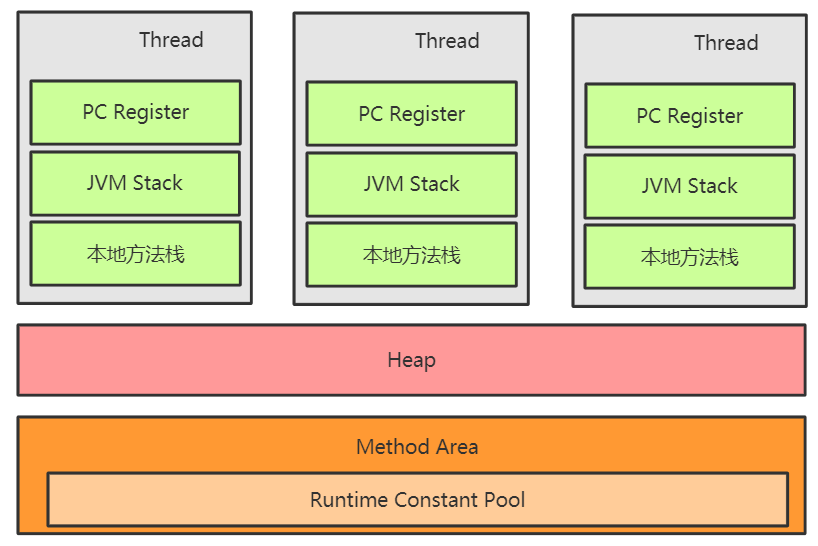 Thread
PC Register
JVM Stack
本地方法栈
Thread
PC Register
JVM Stack
本地方法栈
Thread
PC Register
JVM Stack
本地方法栈
Heap
Method Area
Runtime Constant Pool